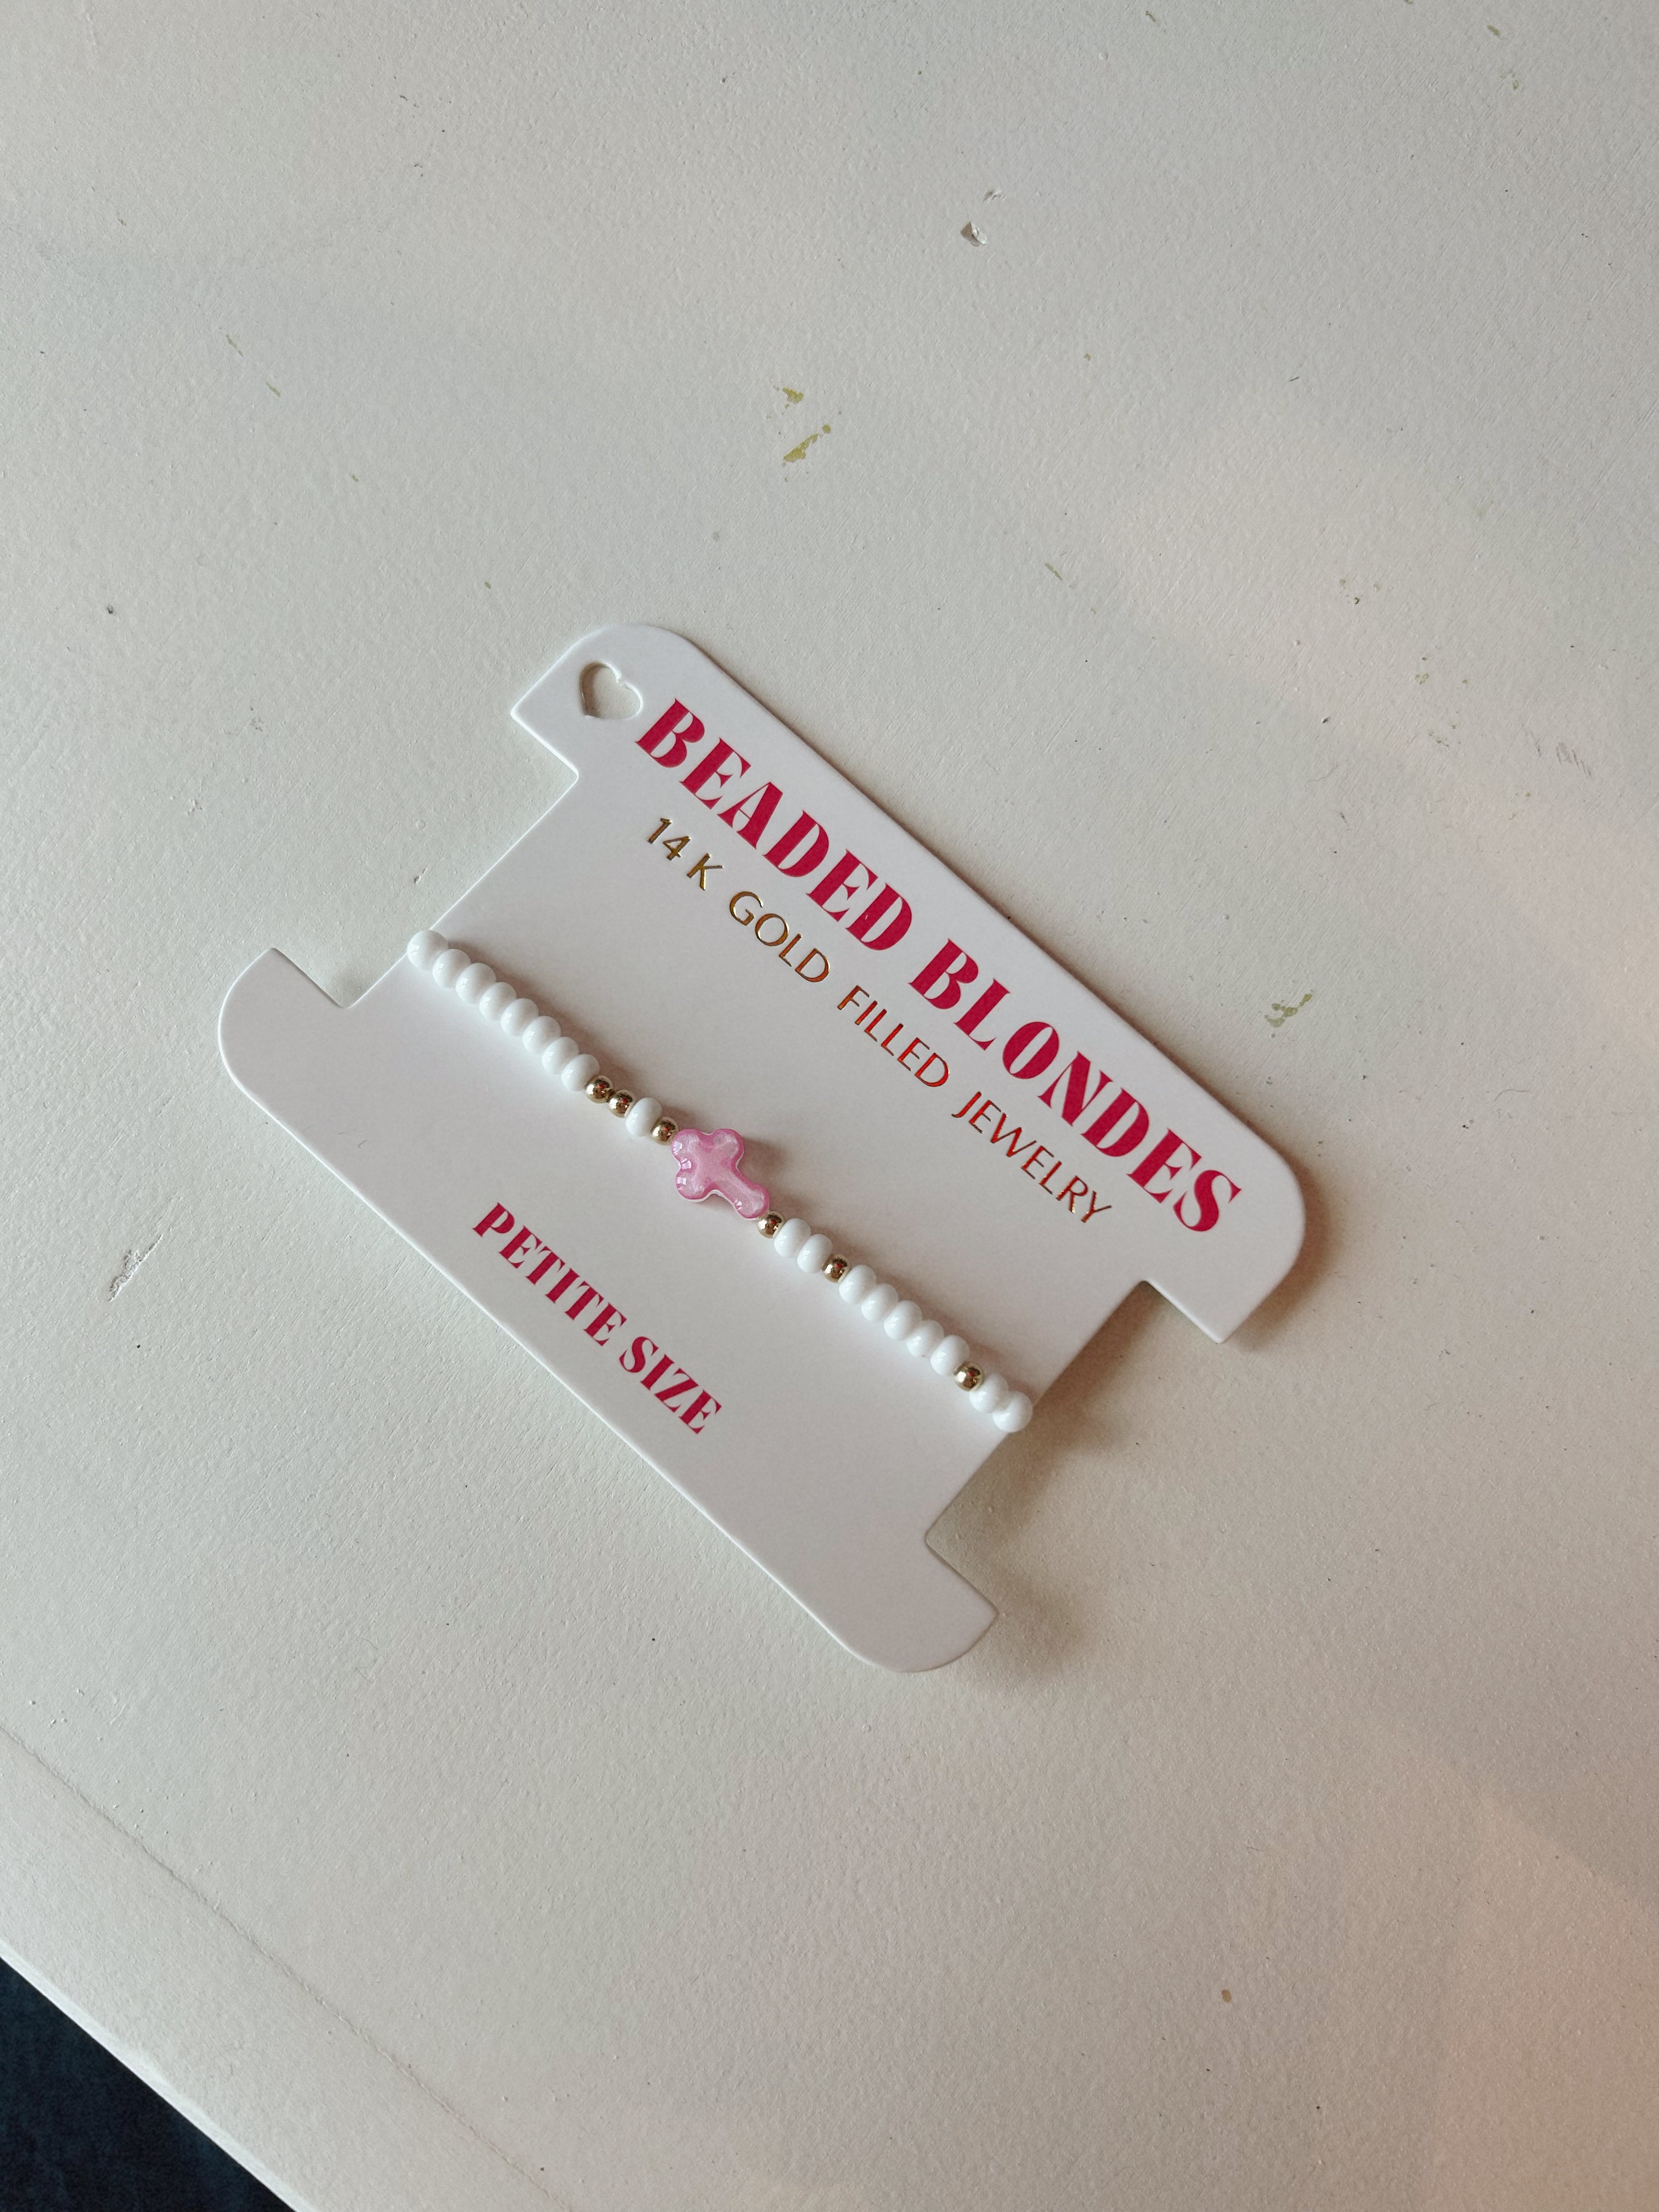 BEADED BLONDES
14 K GOLD FILLED JEWELRY
PETITE SIZE